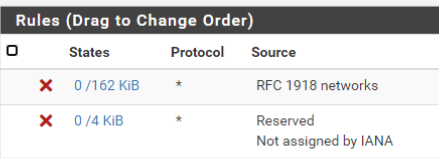 Rules (Drag to Change Order)
States Protocol Source
0 /162 KiB * RFC 1918 networks
0 /4 KiB * Reserved
Not assigned by IANA